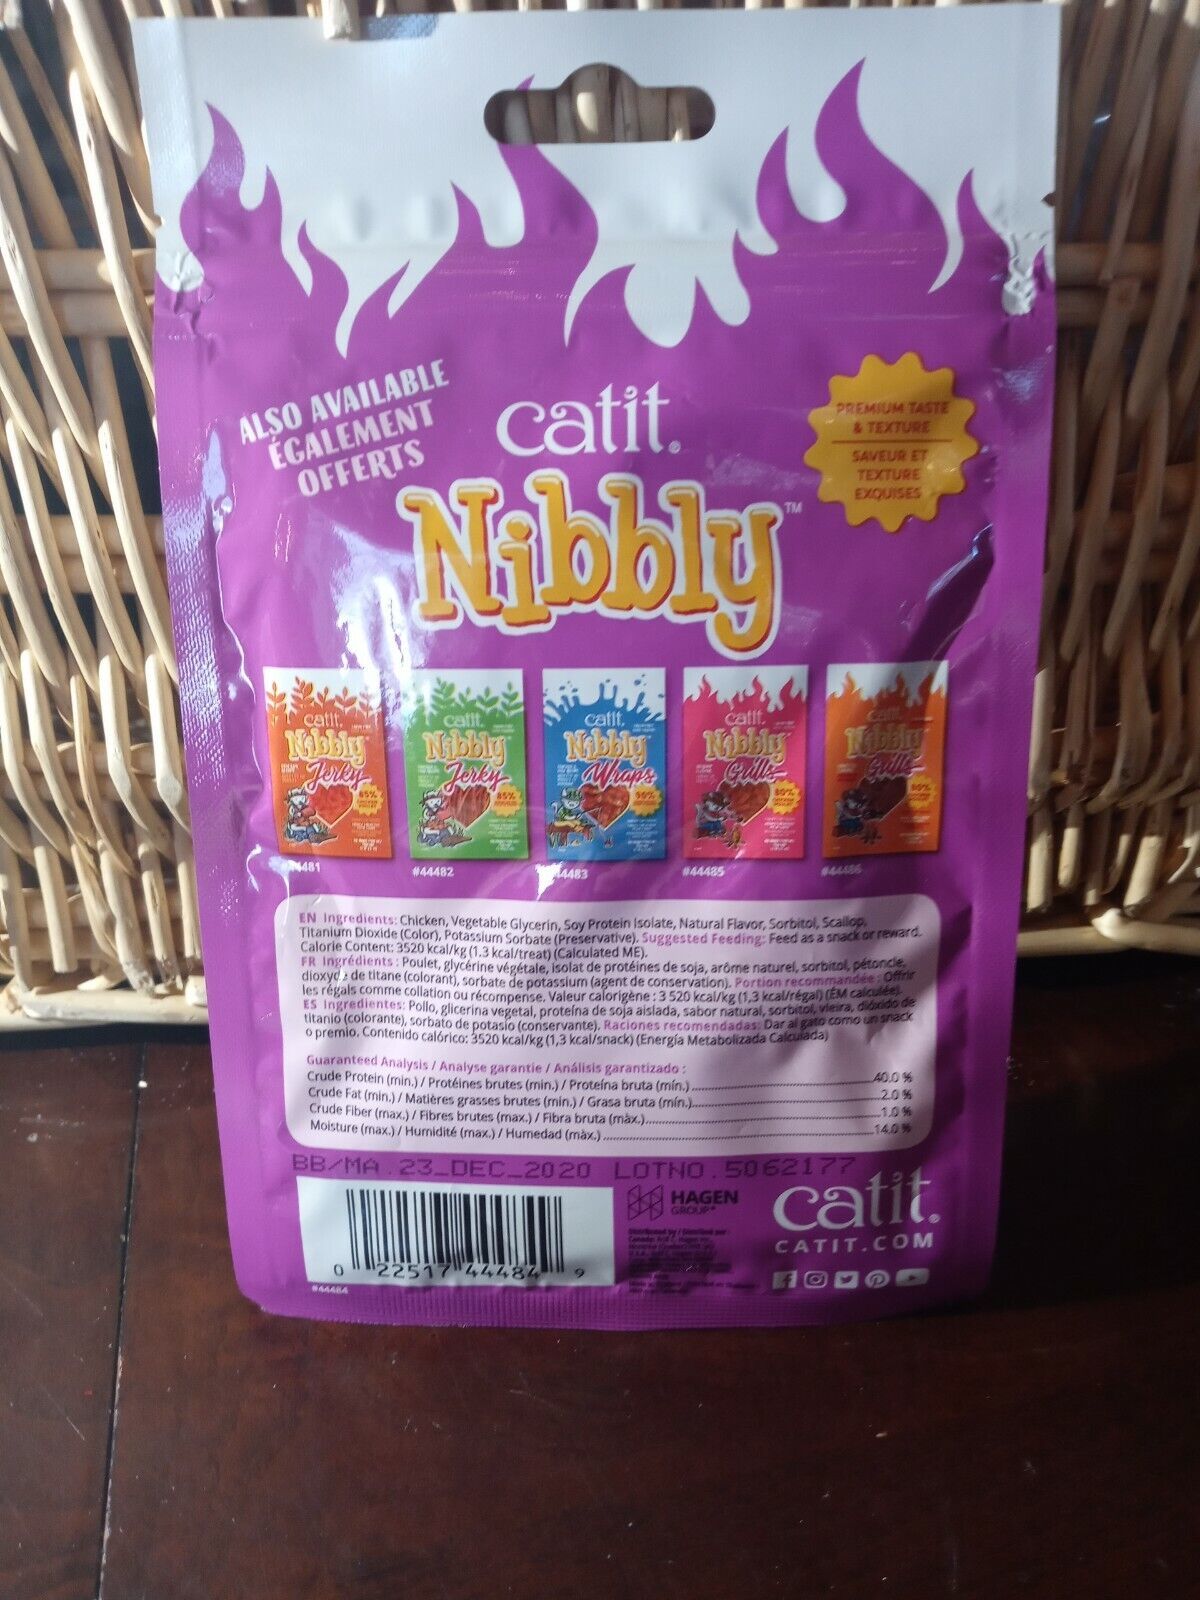 ALSO AVAILABLE
ÉGALEMENT
OFFERTS
catit®
Nibbly™
PREMIUM TASTE
& TEXTURE
SAVEUR ET
TEXTURE
EXQUISES
catit. catit. catit. catit. catit.
Nibbly Nibbly Nibbly Nibbly Nibbly
Jerky Jerky Wraps Grills Grills
85% 85% 90% 80% 80%
44481 #44482 44483 #44485 #44486
EN Ingredients: Chicken, Vegetable Glycerin, Soy Protein Isolate, Natural Flavor, Sorbitol, Scallop,
Titanium Dioxide (Color), Potassium Sorbate (Preservative). Suggested Feeding: Feed as a snack or reward.
Calorie Content: 3520 kcal/kg (1.3 kcal/treat) (Calculated ME).
FR Ingrédients : Poulet, glycérine végétale, isolat de protéines de soja, arôme naturel, sorbitol, pétoncle,
dioxyde de titane (colorant), sorbate de potassium (agent de conservation). Portion recommandée : Offrir
les régals comme collation ou récompense. Valeur calorigène : 3 520 kcal/kg (1,3 kcal/régal) (ÉM calculée).
ES Ingredientes: Pollo, glicerina vegetal, proteína de soja aislada, sabor natural, sorbitol, vieira, dióxido de
titanio (colorante), sorbato de potasio (conservante). Raciones recomendadas: Dar al gato como un snack
o premio. Contenido calórico: 3520 kcal/kg (1,3 kcal/snack) (Energía Metabolizada Calculada)
Guaranteed Analysis / Analyse garantie / Análisis garantizado :
Crude Protein (min.) / Protéines brutes (min.) / Proteína bruta (mín.) 40.0 %
Crude Fat (min.) / Matières grasses brutes (min.) / Grasa bruta (mín.) 2.0 %
Crude Fiber (max.) / Fibres brutes (max.) / Fibra bruta (màx.) 1.0 %
Moisture (max.) / Humidité (max.) / Humedad (màx.) 14.0 %
BB/MA.23_DEC_2020 LOTNO.5062177
0 22517 44484 9
#44484
HAGEN
GROUP
catit®
CATIT.COM